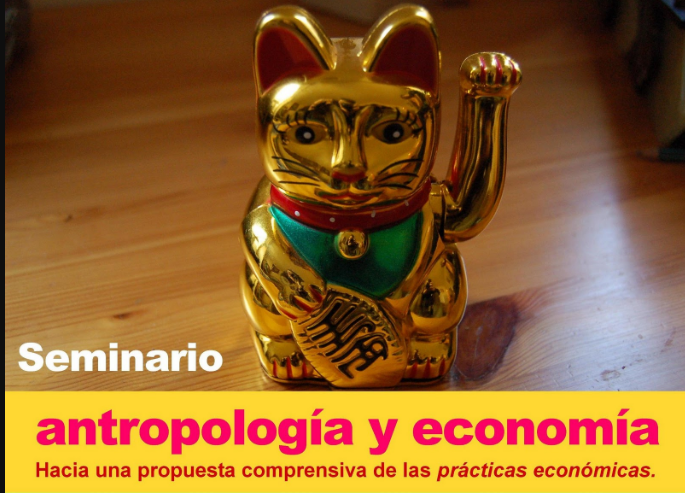 Seminario
antropología y economía
Hacia una propuesta comprensiva de las prácticas económicas.